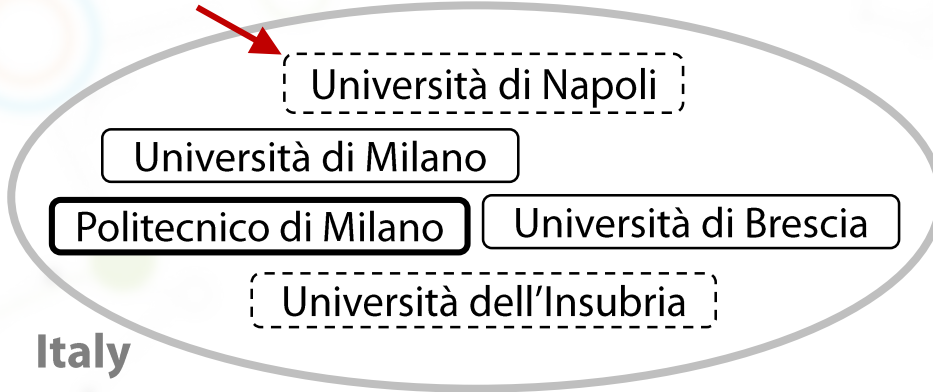 Università di Napoli
Università di Milano
Politecnico di Milano
Università di Brescia
Università dell’Insubria
Italy